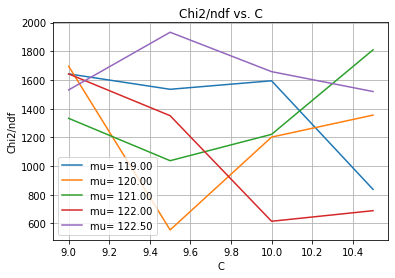 Chi2/ndf vs. C
2000
1800
1600
1400
1200
1000
800
600
Chi2/ndf
mu= 119.00
mu= 120.00
mu= 121.00
mu= 122.00
mu= 122.50
9.0 9.2 9.4 9.6 9.8 10.0 10.2 10.4
C